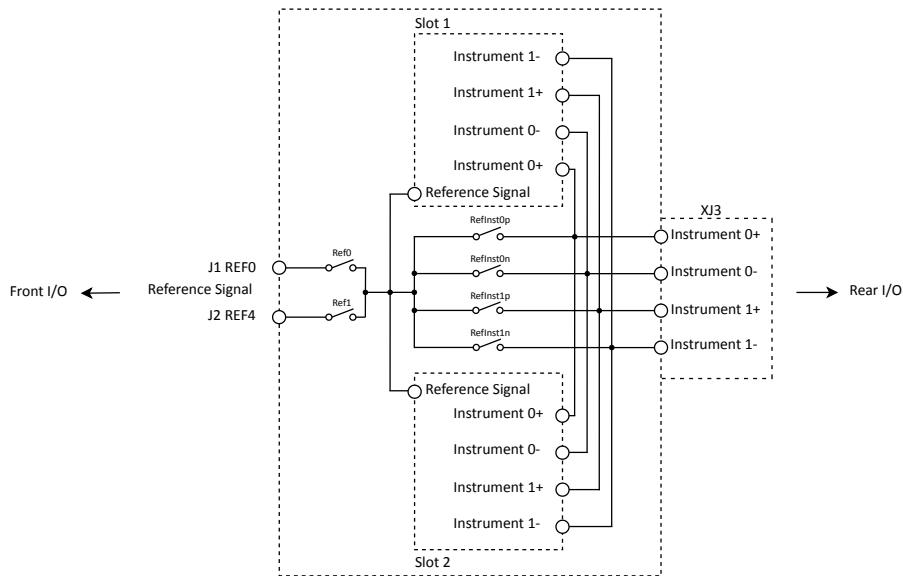 Slot 1
Instrument 1-
Instrument 1+
Instrument 0-
Instrument 0+
Reference Signal
XJ3
RefInst0p
Instrument 0+
Ref0
J1 REF0
RefInst0n
Instrument 0-
Front I/O
Reference Signal
Rear I/O
Ref1
J2 REF4
RefInst1p
Instrument 1+
RefInst1n
Instrument 1-
Reference Signal
Instrument 0+
Instrument 0-
Instrument 1+
Instrument 1-
Slot 2